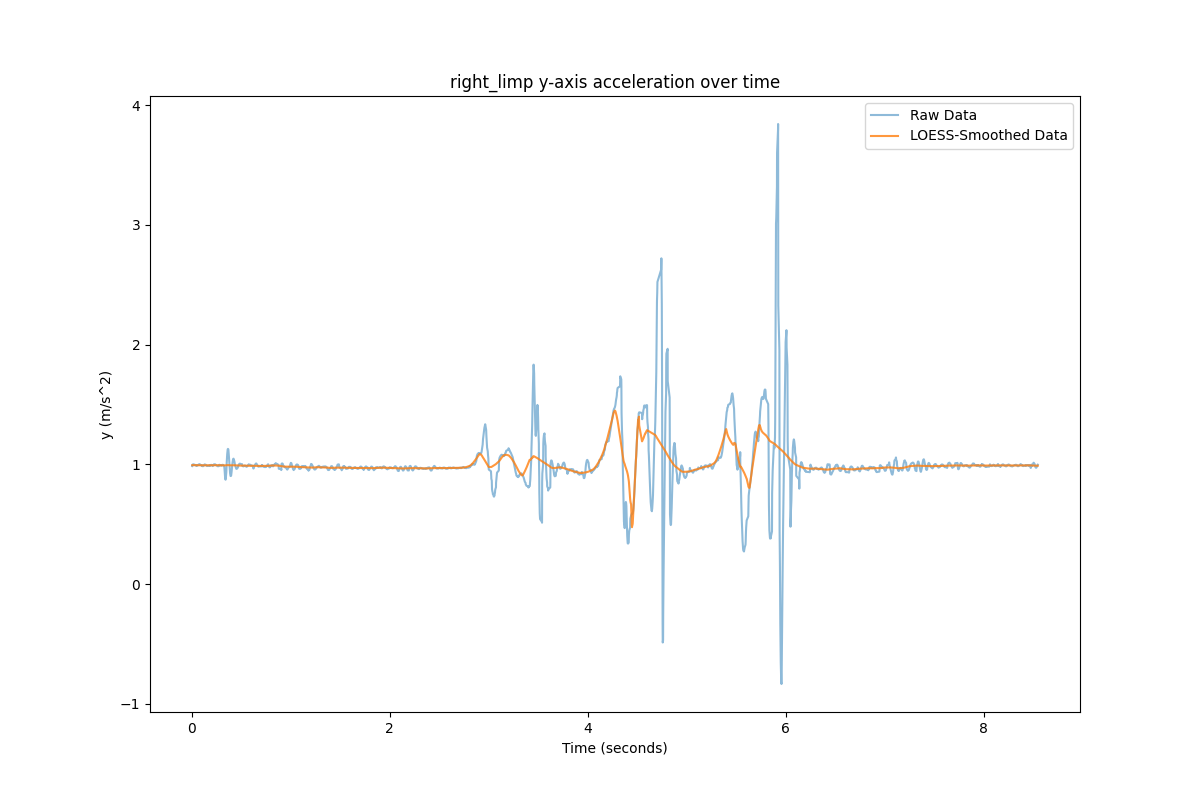 right_limp y-axis acceleration over time
Raw Data
LOESS-Smoothed Data
y (m/s^2)
4
3
2
1
0
−1
0 2 4 6 8
Time (seconds)